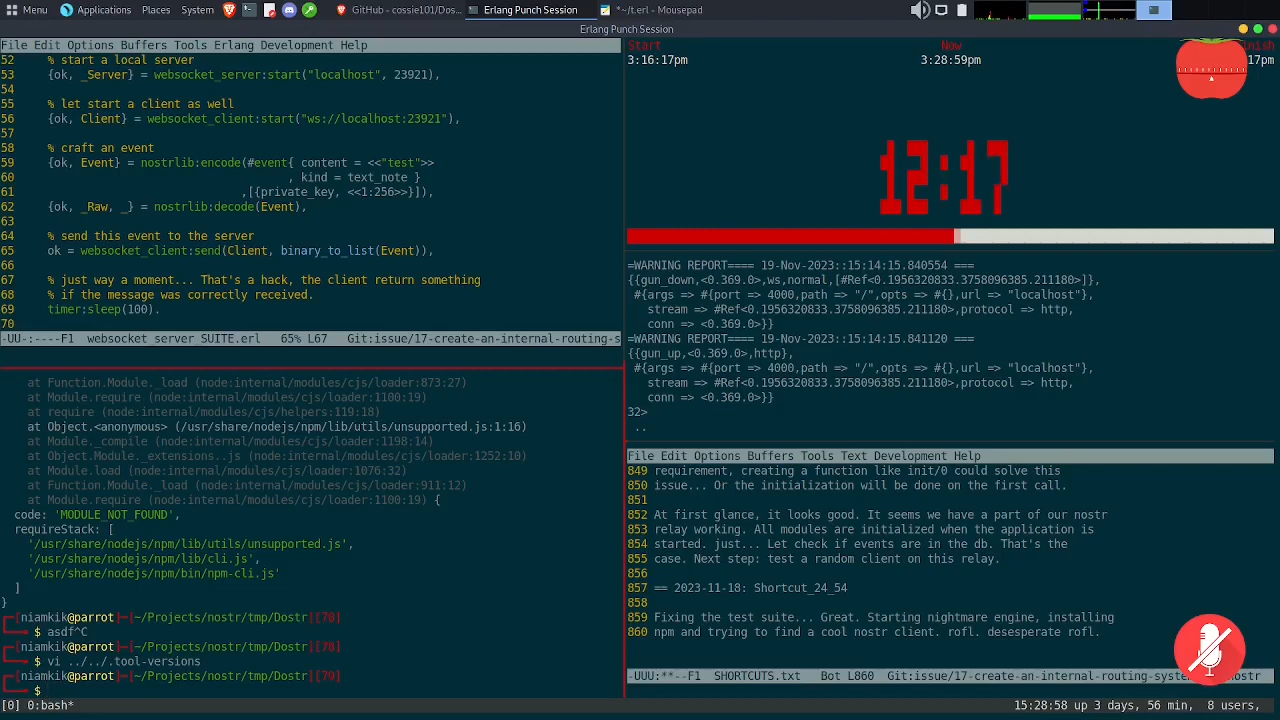 Menu Applications Places System GitHub — cossie101/Dos... Erlang Punch Session *~/t.erl - Mousepad
Erlang Punch Session
File Edit Options Buffers Tools Erlang Development Help
52 % start a local server
53 {ok, _Server} = websocket_server:start("localhost", 23921),
54
55 % let start a client as well
56 {ok, Client} = websocket_client:start("ws://localhost:23921"),
57
58 % craft an event
59 {ok, Event} = nostrlib:encode(#event{ content = <<"test">>
60 , kind = text_note }
61 ,[{private_key, <<1:256>>}]),
62 {ok, _Raw, _} = nostrlib:decode(Event),
63
64 % send this event to the server
65 ok = websocket_client:send(Client, binary_to_list(Event)),
66
67 % just way a moment... That's a hack, the client return something
68 % if the message was correctly received.
69 timer:sleep(100).
70
-UU-:----F1 websocket_server_SUITE.erl 65% L67 Git:issue/17-create-an-internal-routing-s
at Function.Module._load (node:internal/modules/cjs/loader:873:27)
at Module.require (node:internal/modules/cjs/loader:1100:19)
at require (node:internal/modules/cjs/helpers:119:18)
at Object.<anonymous> (/usr/share/nodejs/npm/lib/utils/unsupported.js:1:16)
at Module._compile (node:internal/modules/cjs/loader:1198:14)
at Object.Module._extensions..js (node:internal/modules/cjs/loader:1252:10)
at Module.load (node:internal/modules/cjs/loader:1076:32)
at Function.Module._load (node:internal/modules/cjs/loader:911:12)
at Module.require (node:internal/modules/cjs/loader:1100:19) {
code: 'MODULE_NOT_FOUND',
requireStack: [
'/usr/share/nodejs/npm/lib/utils/unsupported.js',
'/usr/share/nodejs/npm/lib/cli.js',
'/usr/share/nodejs/npm/bin/npm-cli.js'
]
}
[niamkik@parrot]─[~/Projects/nostr/tmp/Dostr][70]
$ asdf^C
[niamkik@parrot]─[~/Projects/nostr/tmp/Dostr][70]
$ vi ../../.tool-versions
[niamkik@parrot]─[~/Projects/nostr/tmp/Dostr][70]
$
Start Now
3:16:17pm 3:28:59pm 17pm
12:17
=WARNING REPORT==== 19-Nov-2023::15:14:15.840554 ===
{{gun_down,<0.369.0>,ws,normal,[#Ref<0.1956320833.3758096385.211180>]},
#{args => #{port => 4000,path => "/",opts => #{},url => "localhost"},
stream => #Ref<0.1956320833.3758096385.211180>,protocol => http,
conn => <0.369.0>}}
=WARNING REPORT==== 19-Nov-2023::15:14:15.841120 ===
{{gun_up,<0.369.0>,http},
#{args => #{port => 4000,path => "/",opts => #{},url => "localhost"},
stream => #Ref<0.1956320833.3758096385.211180>,protocol => http,
conn => <0.369.0>}}
32>
..
File Edit Options Buffers Tools Text Development Help
849 requirement, creating a function like init/0 could solve this
850 issue... Or the initialization will be done on the first call.
851
852 At first glance, it looks good. It seems we have a part of our nostr
853 relay working. All modules are initialized when the application is
854 started. just... Let check if events are in the db. That's the
855 case. Next step: test a random client on this relay.
856
857 == 2023-11-18: Shortcut_24_54
858
859 Fixing the test suite... Great. Starting nightmare engine, installing
860 npm and trying to find a cool nostr client. rofl. desesperate rofl.
-UUU:**--F1 SHORTCUTS.txt Bot L860 Git:issue/17-create-an-internal-routing-syste ostr
[0] 0:bash* 15:28:58 up 3 days, 56 min, 8 users,